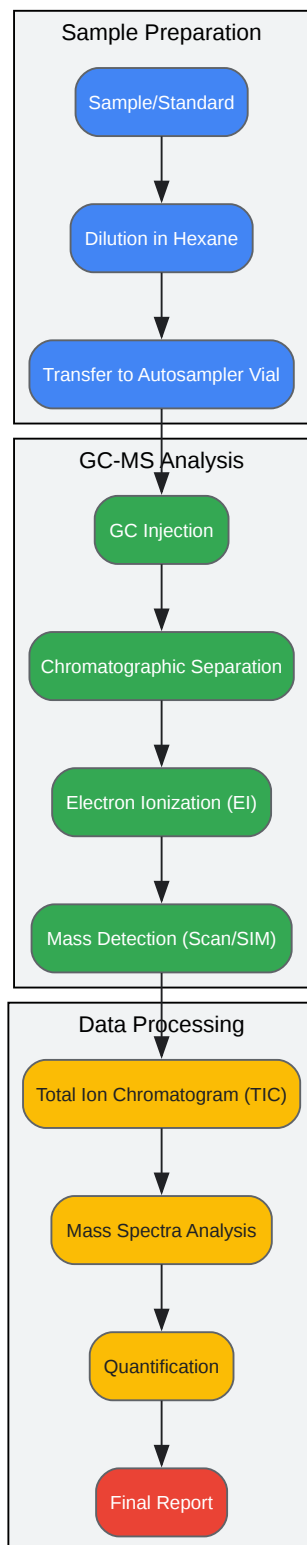 Sample Preparation
Sample/Standard
Dilution in Hexane
Transfer to Autosampler Vial
GC-MS Analysis
GC Injection
Chromatographic Separation
Electron Ionization (EI)
Mass Detection (Scan/SIM)
Data Processing
Total Ion Chromatogram (TIC)
Mass Spectra Analysis
Quantification
Final Report